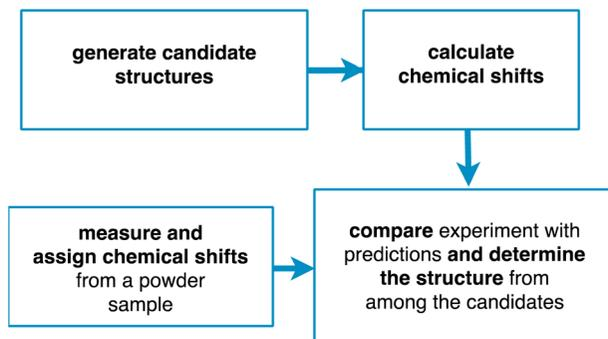 generate candidate
structures
calculate
chemical shifts
measure and
assign chemical shifts
from a powder
sample
compare experiment with
predictions and determine
the structure from
among the candidates